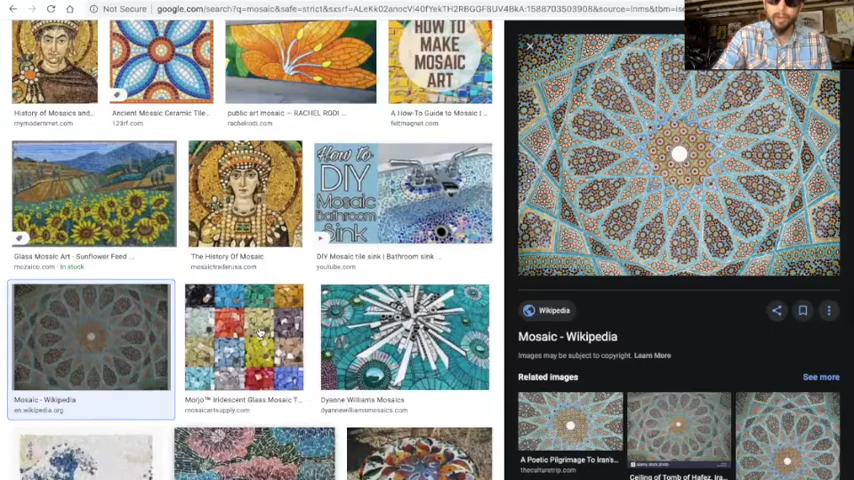 Not Secure
google.com/search?q=mosaic&safe=strict&sxsrf=ALeKk02anocVi40fYekTH2RBGGF8UV4BkA:1588703503908&source=lnms&tbm=is
HOW TO
MAKE
MOSAIC
ART
History of Mosaics and...
mymodernmet.com
Ancient Mosaic Ceramic Tile...
123rf.com
public art mosaic — RACHEL RODI ...
rachelrodi.com
A How-To Guide to Mosaic | ...
feltmagnet.com
How to
DIY
Mosaic
Bathroom
Sink
Glass Mosaic Art - Sunflower Feed ...
mozaico.com · In stock
The History Of Mosaic
mosaictraderusa.com
DIY Mosaic tile sink | Bathroom sink ...
youtube.com
Mosaic - Wikipedia
en.wikipedia.org
Morjo™ Iridescent Glass Mosaic T...
mosaicartsupply.com
Dyanne Williams Mosaics
dyannewilliamsmosaics.com
Wikipedia
Mosaic - Wikipedia
Images may be subject to copyright. Learn More
Related images
See more
A Poetic Pilgrimage To Iran's...
theculturetrip.com
alamy stock photo
Ceiling of Tomb of Hafez, Ira...